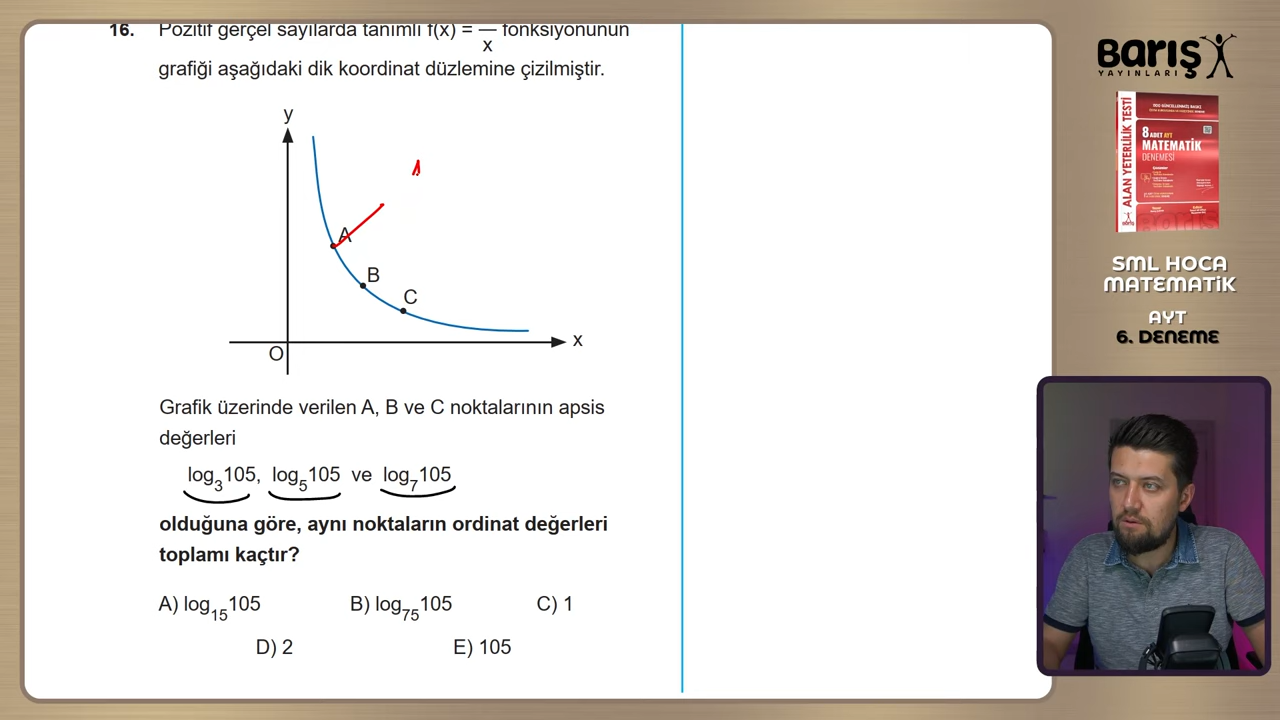 16. Pozitif gerçel sayılarda tanımlı f(x) = — fonksiyonunun
x
grafiği aşağıdaki dik koordinat düzlemine çizilmiştir.
y
A
B
C
O
x
Grafik üzerinde verilen A, B ve C noktalarının apsis
değerleri
log₃105, log₅105 ve log₇105
olduğuna göre, aynı noktaların ordinat değerleri
toplamı kaçtır?
A) log₁₅105 B) log₇₅105 C) 1
D) 2 E) 105
Barış
YAYINLARI
ALAN YETERLİLİK TESTİ
8 ADET AYT
MATEMATİK
DENEMESİ
Barış
SML HOCA
MATEMATİK
AYT
6. DENEME